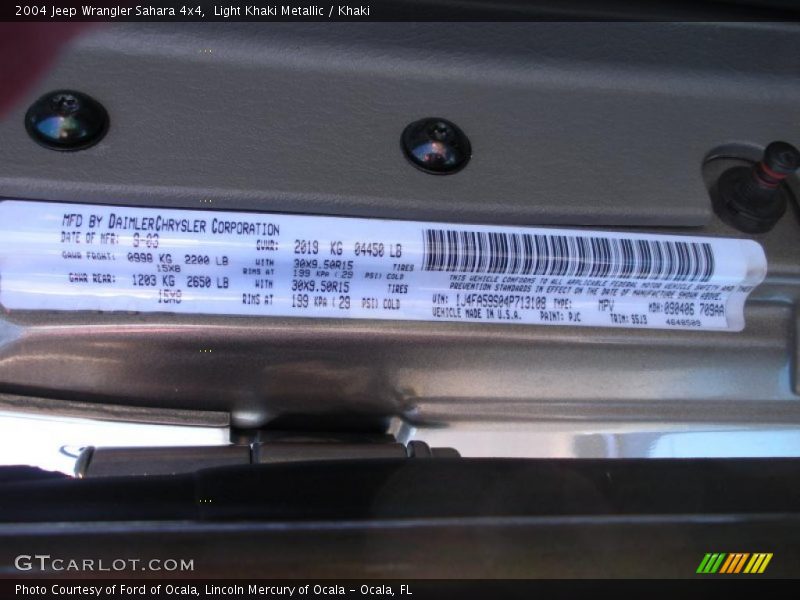 2004 Jeep Wrangler Sahara 4x4, Light Khaki Metallic / Khaki
MFD BY DAIMLERCHRYSLER CORPORATION
DATE OF MFR: 9-03 GVWR: 2019 KG 04450 LB
GAWR FRONT: 0998 KG 2200 LB WITH 30X9.50R15 TIRES
15X8 RIMS AT 199 KPA ( 29 PSI) COLD
GAWR REAR: 1203 KG 2650 LB WITH 30X9.50R15 TIRES
15X8 RIMS AT 199 KPA ( 29 PSI) COLD
THIS VEHICLE CONFORMS TO ALL APPLICABLE FEDERAL MOTOR VEHICLE SAFETY AND THEFT
PREVENTION STANDARDS IN EFFECT ON THE DATE OF MANUFACTURE SHOWN ABOVE.
VIN: 1J4FA59S04P713108 TYPE: MPV MDH: 090406 709AA
VEHICLE MADE IN U.S.A. PAINT: PJC TRIM: S5J3 4648509
GTCARLOT.COM
Photo Courtesy of Ford of Ocala, Lincoln Mercury of Ocala – Ocala, FL